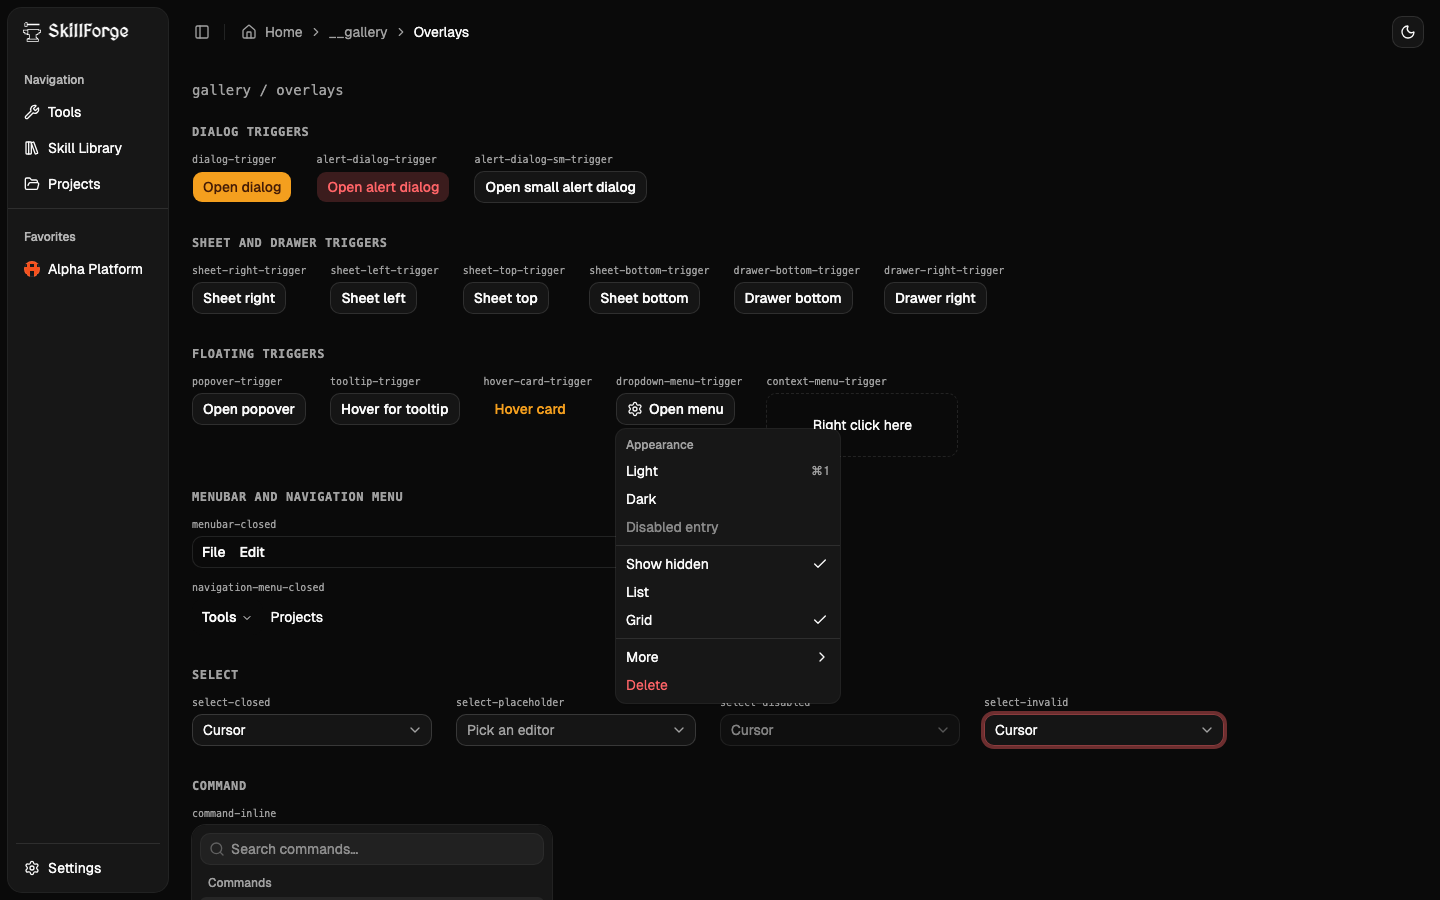 SkillForge
Home > __gallery > Overlays
Navigation
Tools
Skill Library
Projects
Favorites
Alpha Platform
Settings
gallery / overlays
DIALOG TRIGGERS
dialog-trigger alert-dialog-trigger alert-dialog-sm-trigger
Open dialog Open alert dialog Open small alert dialog
SHEET AND DRAWER TRIGGERS
sheet-right-trigger sheet-left-trigger sheet-top-trigger sheet-bottom-trigger drawer-bottom-trigger drawer-right-trigger
Sheet right Sheet left Sheet top Sheet bottom Drawer bottom Drawer right
FLOATING TRIGGERS
popover-trigger tooltip-trigger hover-card-trigger dropdown-menu-trigger context-menu-trigger
Open popover Hover for tooltip Hover card Open menu Right click here
Appearance
Light ⌘1
Dark
Disabled entry
Show hidden
List
Grid
More
Delete
MENUBAR AND NAVIGATION MENU
menubar-closed
File Edit
navigation-menu-closed
Tools Projects
SELECT
select-closed select-placeholder select-disabled select-invalid
Cursor Pick an editor Cursor Cursor
COMMAND
command-inline
Search commands...
Commands